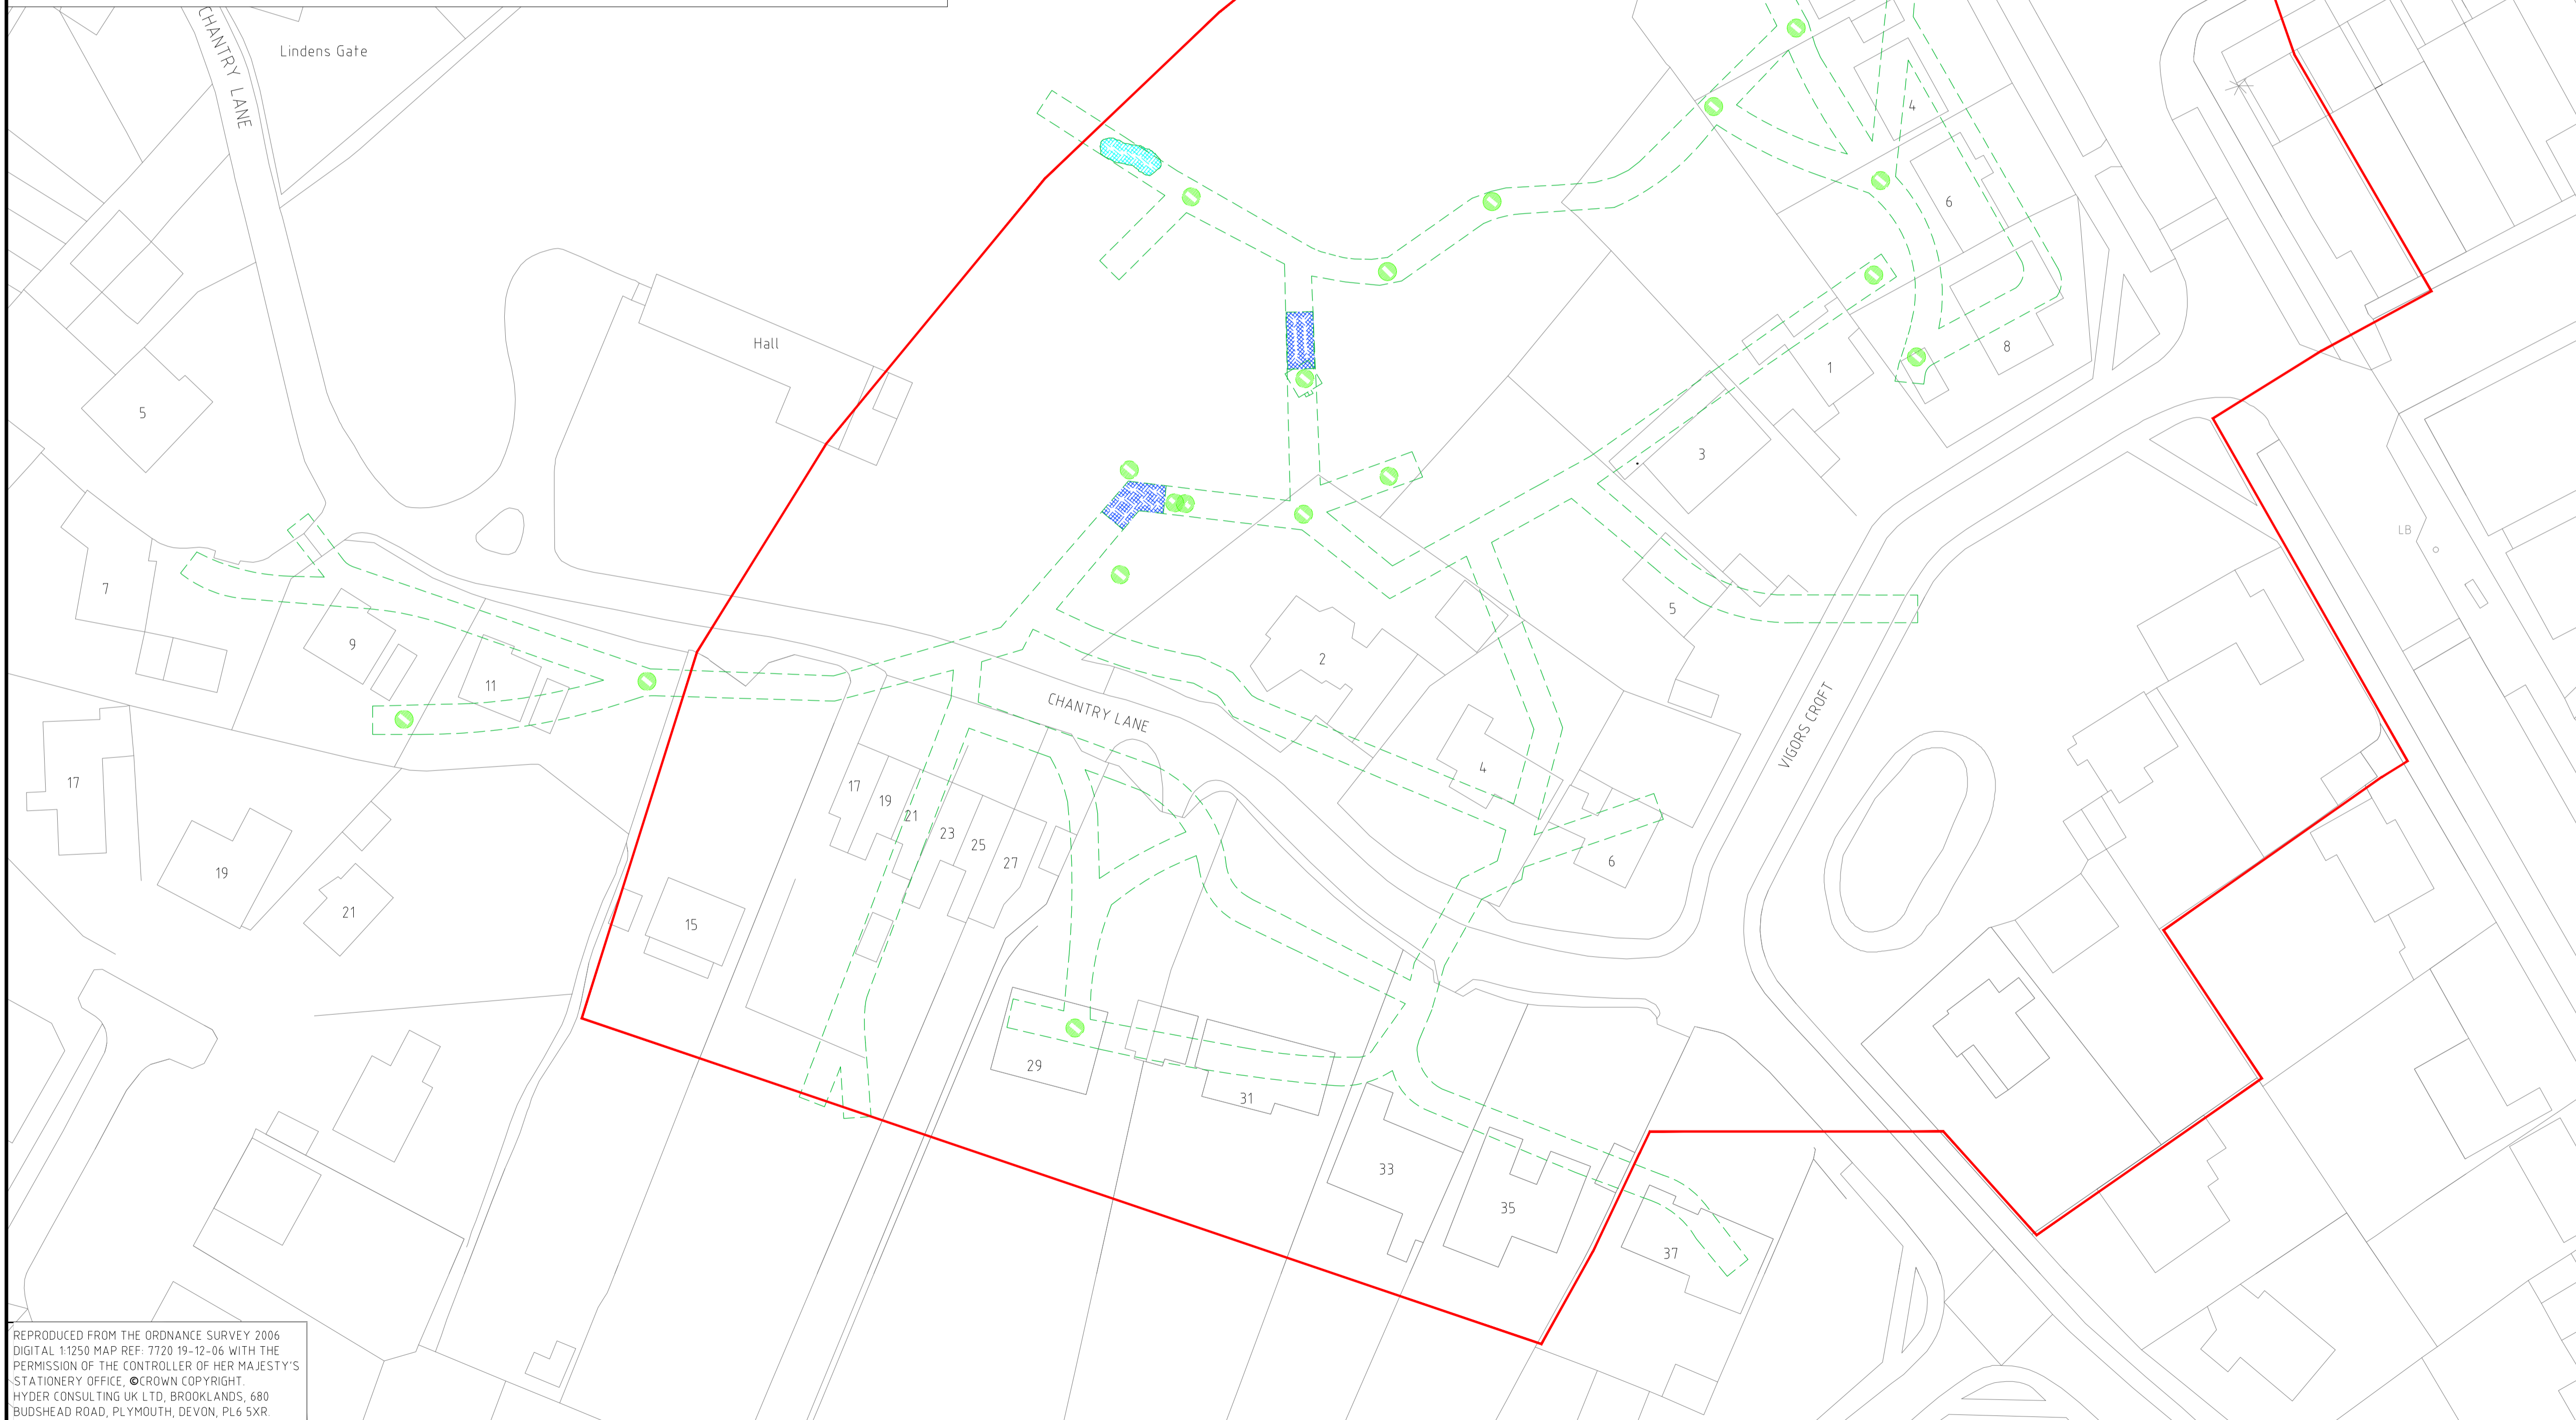 CHANTRY LANE
Lindens Gate
4
6
5
Hall
8
1
3
LB
7
9
5
2
11
CHANTRY LANE
VIGORS CROFT
17
4
17
19
21
23
25
27
6
19
21
15
29
31
33
35
37
REPRODUCED FROM THE ORDNANCE SURVEY 2006
DIGITAL 1:1250 MAP REF: 7720 19-12-06 WITH THE
PERMISSION OF THE CONTROLLER OF HER MAJESTY'S
STATIONERY OFFICE, ©CROWN COPYRIGHT.
HYDER CONSULTING UK LTD, BROOKLANDS, 680
BUDSHEAD ROAD, PLYMOUTH, DEVON, PL6 5XR.